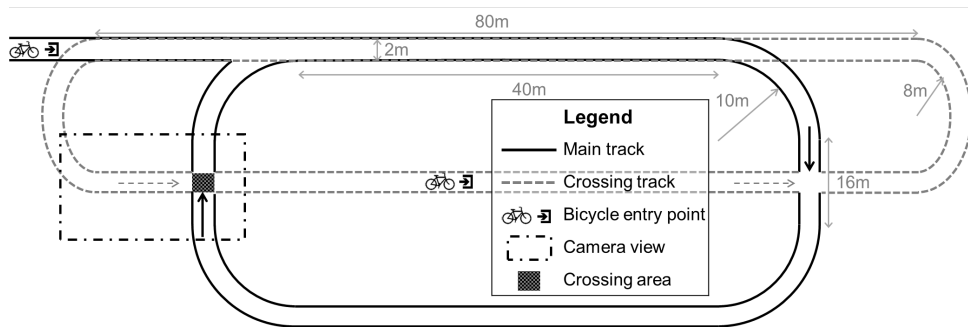 80m
2m
40m
10m
8m
Legend
Main track
Crossing track
16m
Bicycle entry point
Camera view
Crossing area